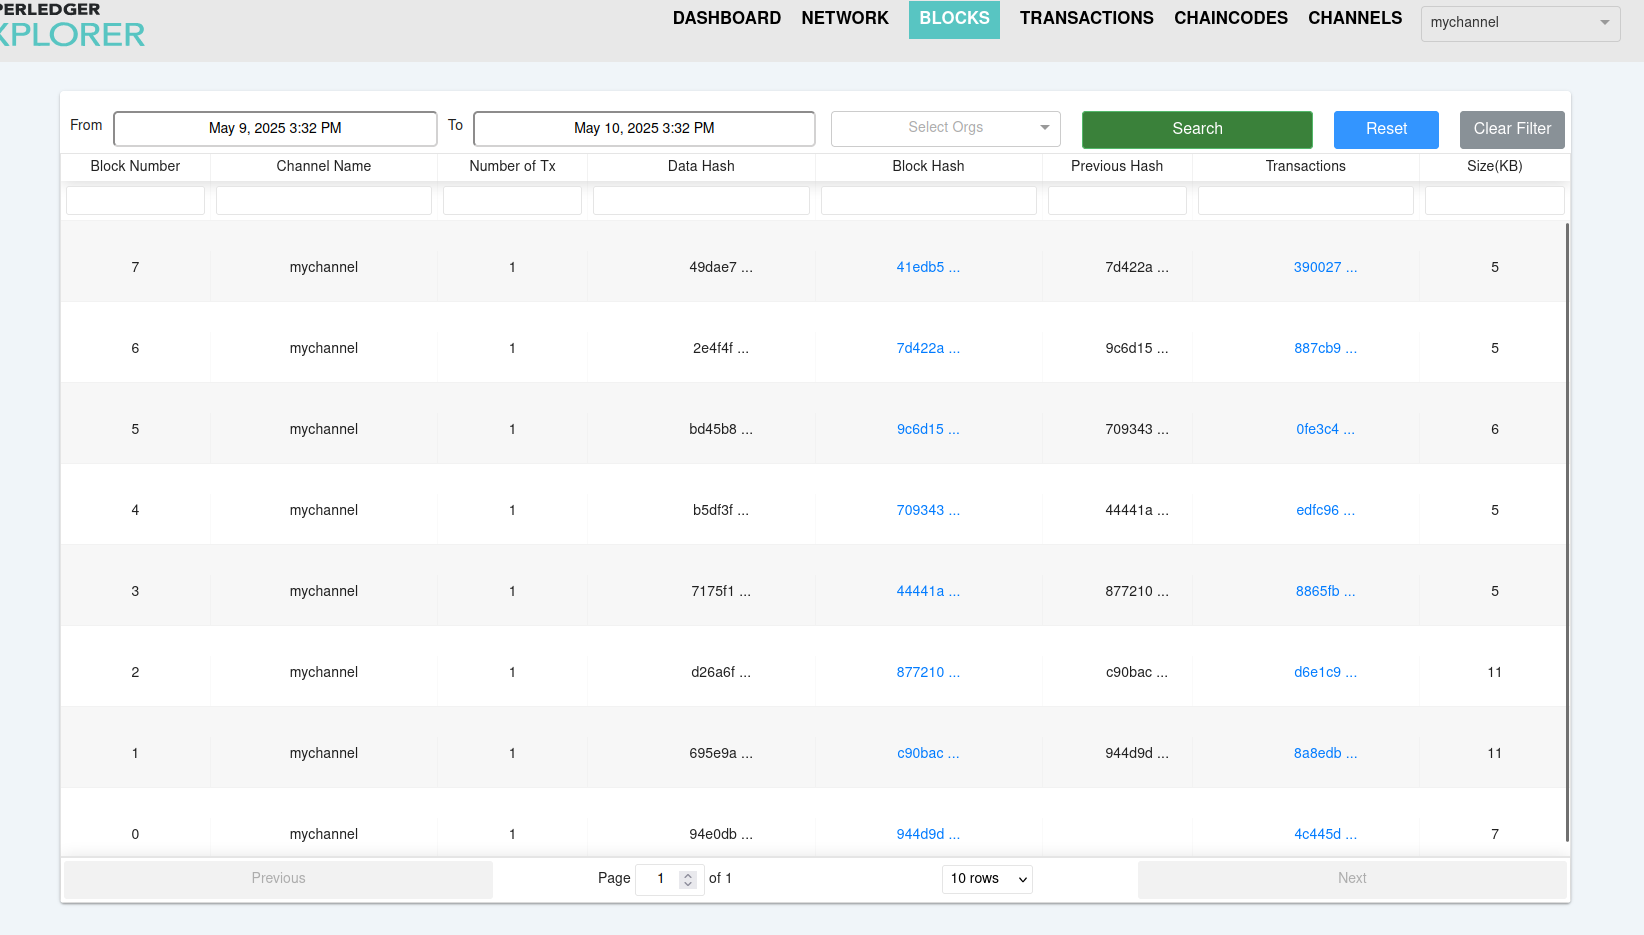 PERLEDGER
XPLORER
DASHBOARD NETWORK BLOCKS TRANSACTIONS CHAINCODES CHANNELS mychannel
From May 9, 2025 3:32 PM To May 10, 2025 3:32 PM Select Orgs Search Reset Clear Filter
Block Number Channel Name Number of Tx Data Hash Block Hash Previous Hash Transactions Size(KB)
7 mychannel 1 49dae7 ... 41edb5 ... 7d422a ... 390027 ... 5
6 mychannel 1 2e4f4f ... 7d422a ... 9c6d15 ... 887cb9 ... 5
5 mychannel 1 bd45b8 ... 9c6d15 ... 709343 ... 0fe3c4 ... 6
4 mychannel 1 b5df3f ... 709343 ... 44441a ... edfc96 ... 5
3 mychannel 1 7175f1 ... 44441a ... 877210 ... 8865fb ... 5
2 mychannel 1 d26a6f ... 877210 ... c90bac ... d6e1c9 ... 11
1 mychannel 1 695e9a ... c90bac ... 944d9d ... 8a8edb ... 11
0 mychannel 1 94e0db ... 944d9d ... 4c445d ... 7
Previous Page 1 of 1 10 rows Next